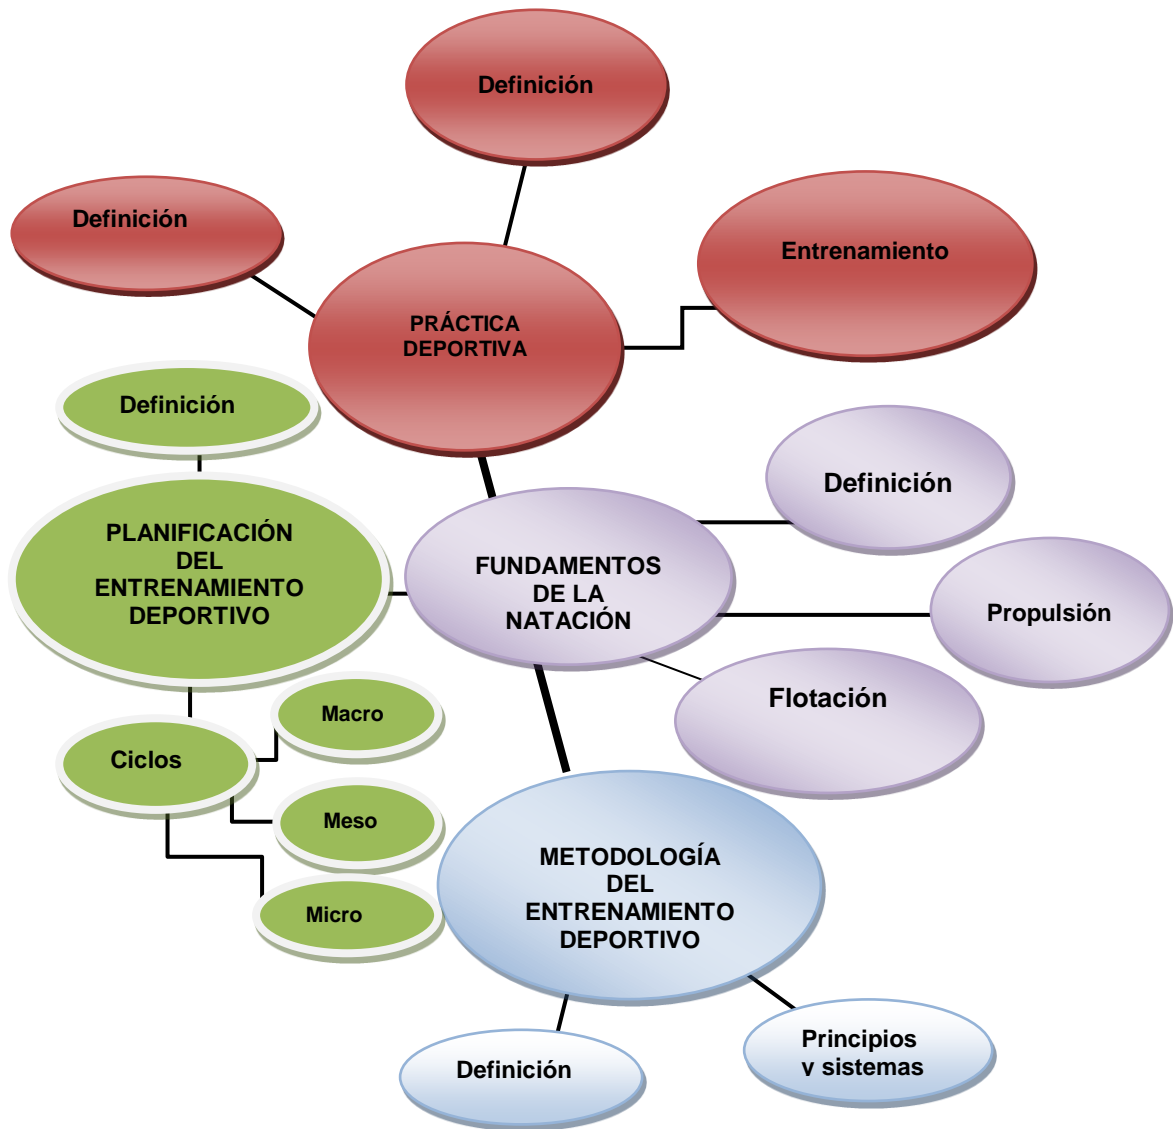 Definición
Definición
Entrenamiento
PRÁCTICA
DEPORTIVA
Definición
Definición
PLANIFICACIÓN
DEL
ENTRENAMIENTO
DEPORTIVO
FUNDAMENTOS
DE LA
NATACIÓN
Propulsión
Flotación
Macro
Ciclos
Meso
Micro
METODOLOGÍA
DEL
ENTRENAMIENTO
DEPORTIVO
Definición
Principios
y sistemas